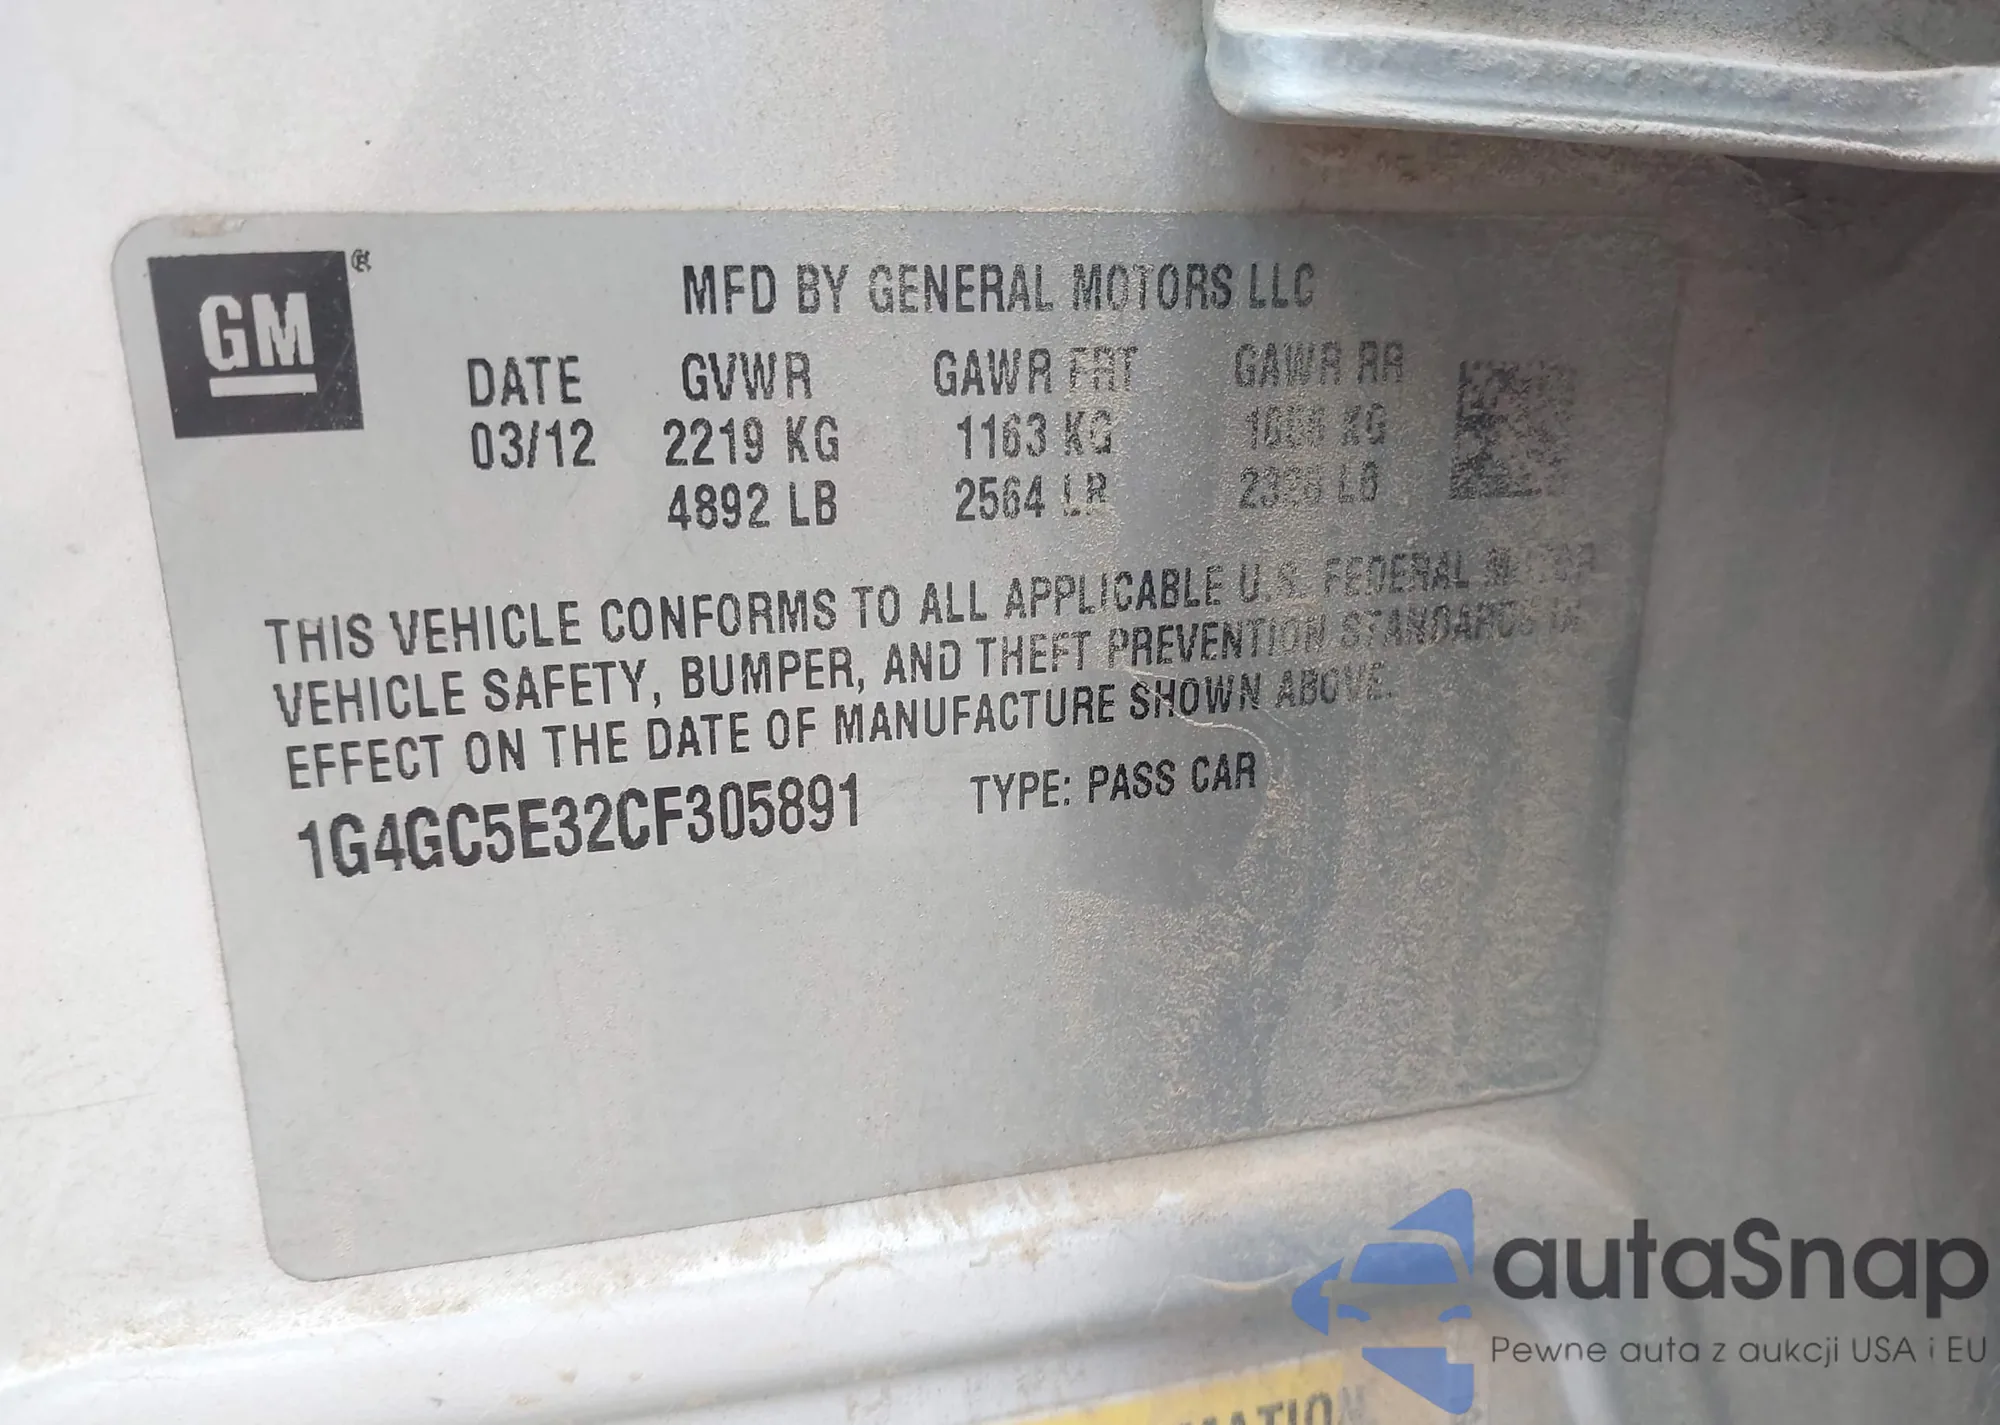 GM
MFD BY GENERAL MOTORS LLC
DATE GVWR GAWR FRT GAWR RR
03/12 2219 KG 1163 KG KG
4892 LB 2564 LB LB
THIS VEHICLE CONFORMS TO ALL APPLICABLE U.S. FEDERAL MOTOR
VEHICLE SAFETY, BUMPER, AND THEFT PREVENTION STANDARDS IN
EFFECT ON THE DATE OF MANUFACTURE SHOWN ABOVE.
1G4GC5E32CF305891 TYPE: PASS CAR
autaSnap
Pewne auta z aukcji USA i EU